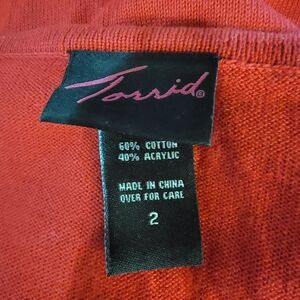 Torrid®
60% COTTON
40% ACRYLIC
MADE IN CHINA
OVER FOR CARE
2